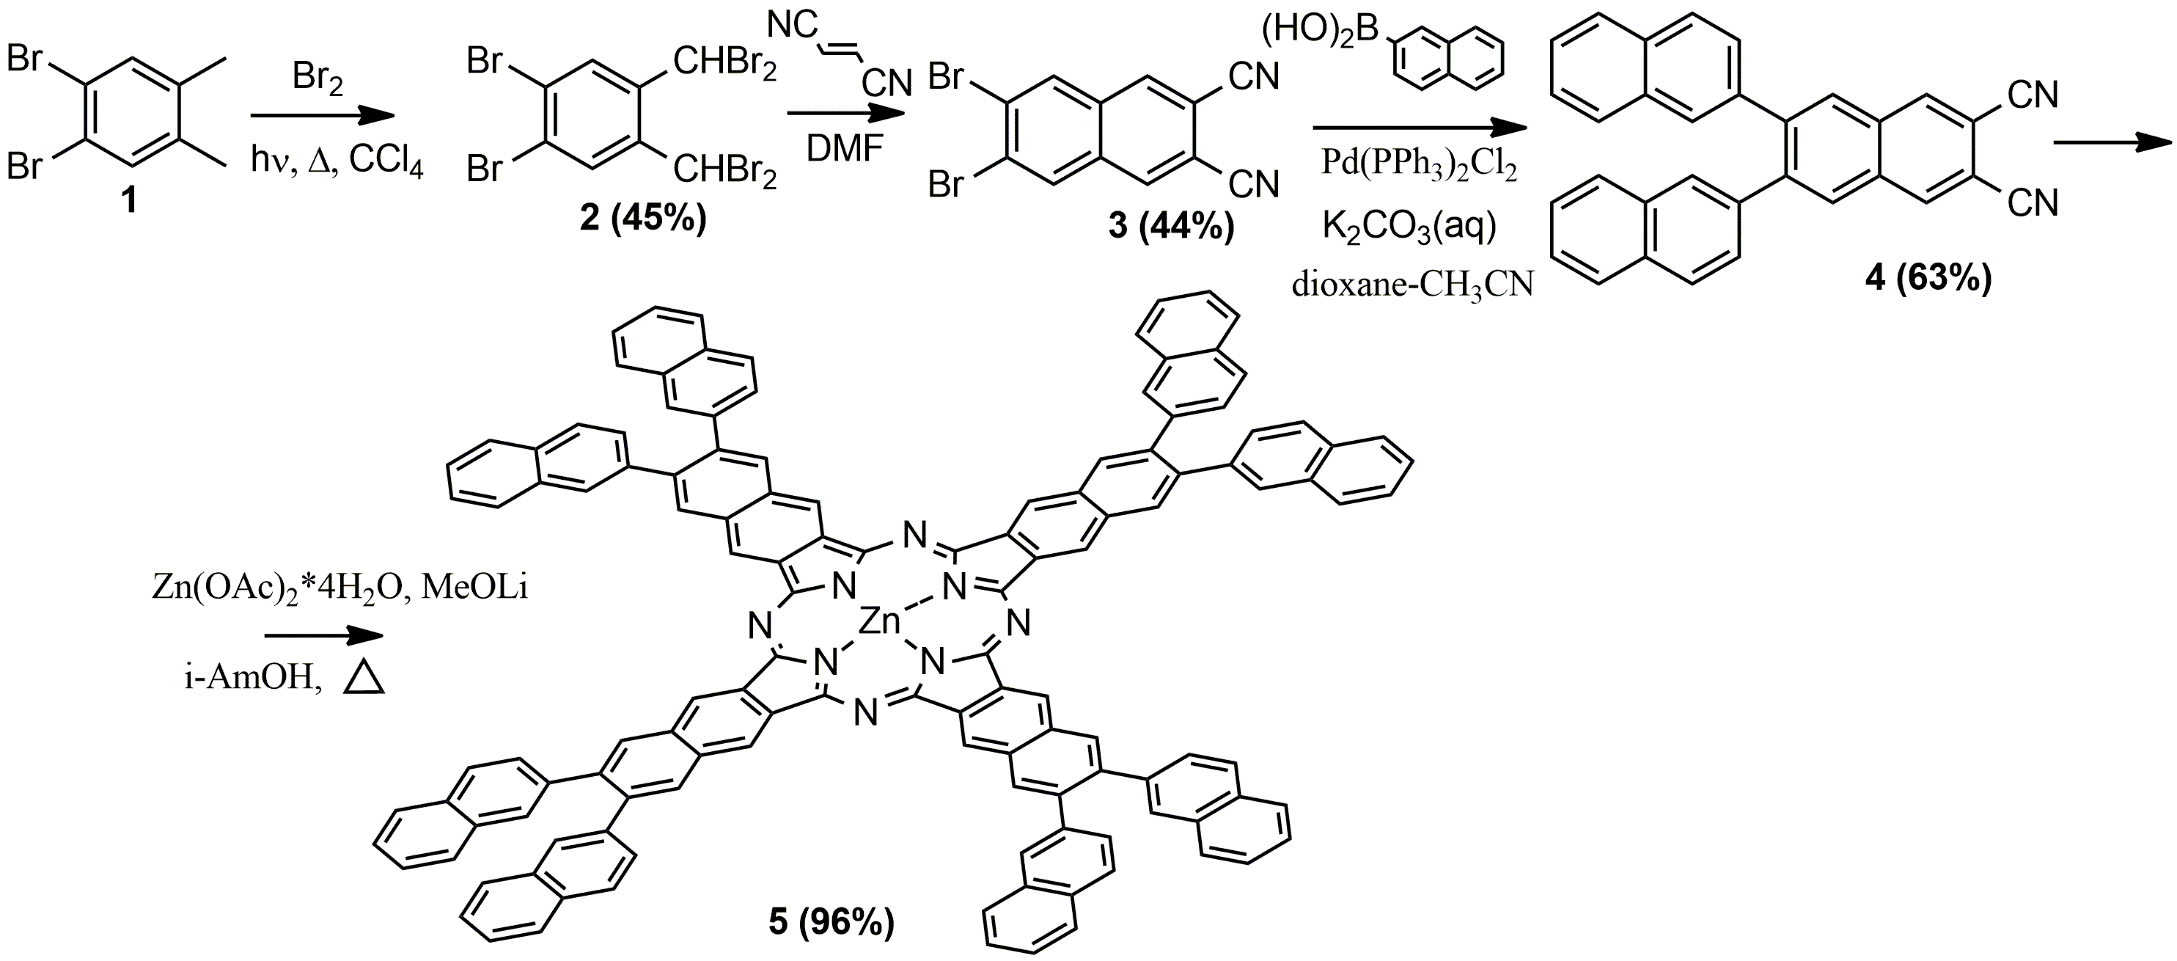 Br
Br
1
Br₂
hν, Δ, CCl₄
Br
Br
CHBr₂
CHBr₂
2 (45%)
NC
CN
DMF
Br
Br
CN
CN
3 (44%)
(HO)₂B
Pd(PPh₃)₂Cl₂
K₂CO₃(aq)
dioxane-CH₃CN
CN
CN
4 (63%)
Zn(OAc)₂*4H₂O, MeOLi
i-AmOH, △
N
N
N
N
Zn
N
N
N
N
5 (96%)